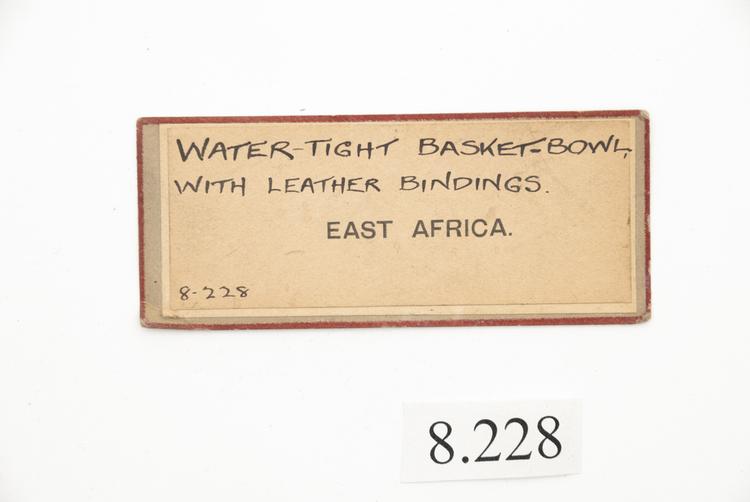 WATER-TIGHT BASKET-BOWL,
WITH LEATHER BINDINGS.
EAST AFRICA.
8-228
8.228